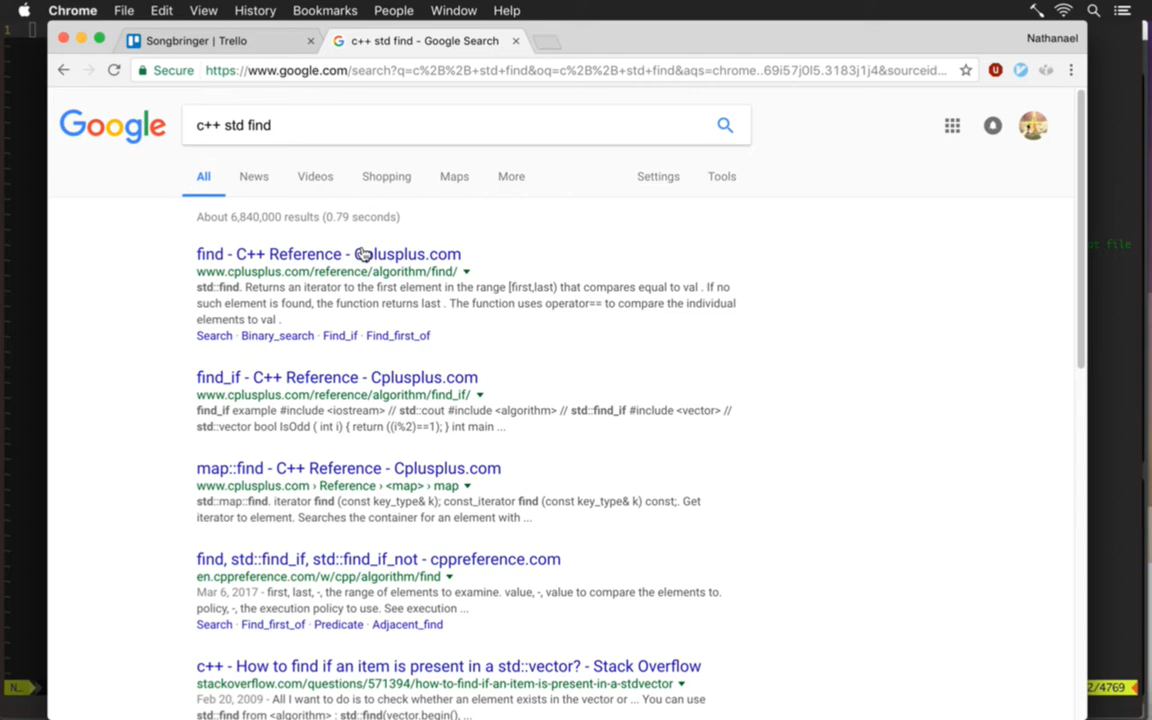 Chrome File Edit View History Bookmarks People Window Help
1
Songbringer | Trello
c++ std find - Google Search
Nathanael
Secure https://www.google.com/search?q=c%2B%2B+std+find&oq=c%2B%2B+std+find&aqs=chrome..69i57j0l5.3183j1j4&sourceid...
Google
c++ std find
All News Videos Shopping Maps More Settings Tools
About 6,840,000 results (0.79 seconds)
find - C++ Reference - Cplusplus.com
www.cplusplus.com/reference/algorithm/find/
std::find. Returns an iterator to the first element in the range [first,last) that compares equal to val . If no
such element is found, the function returns last . The function uses operator== to compare the individual
elements to val .
Search · Binary_search · Find_if · Find_first_of
find_if - C++ Reference - Cplusplus.com
www.cplusplus.com/reference/algorithm/find_if/
find_if example #include <iostream> // std::cout #include <algorithm> // std::find_if #include <vector> //
std::vector bool IsOdd ( int i) { return ((i%2)==1); } int main ...
map::find - C++ Reference - Cplusplus.com
www.cplusplus.com › Reference › <map> › map
std::map::find. iterator find (const key_type& k); const_iterator find (const key_type& k) const;. Get
iterator to element. Searches the container for an element with ...
find, std::find_if, std::find_if_not - cppreference.com
en.cppreference.com/w/cpp/algorithm/find
Mar 6, 2017 - first, last, -, the range of elements to examine. value, -, value to compare the elements to.
policy, -, the execution policy to use. See execution ...
Search · Find_first_of · Predicate · Adjacent_find
c++ - How to find if an item is present in a std::vector? - Stack Overflow
stackoverflow.com/questions/571394/how-to-find-if-an-item-is-present-in-a-stdvector
Feb 20, 2009 - All I want to do is to check whether an element exists in the vector or ... You can use
std::find from <algorithm> : std::find(vector.begin(), ...
file
N...
2/4769